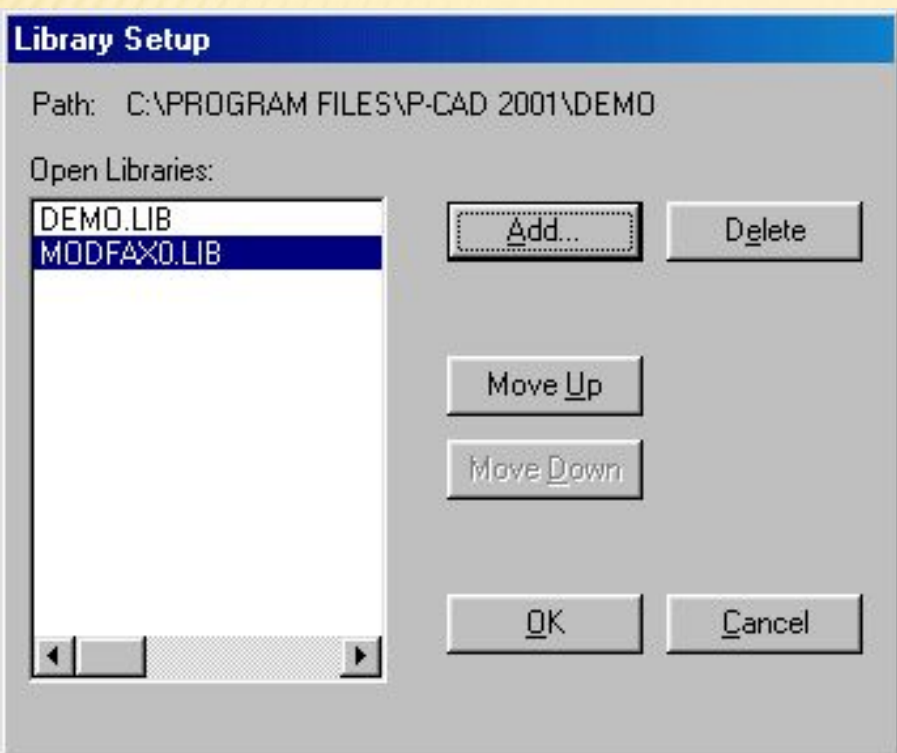 Library Setup
Path: C:\PROGRAM FILES\P-CAD 2001\DEMO
Open Libraries:
DEMO.LIB
MODFAX0.LIB
Add...
Delete
Move Up
Move Down
OK
Cancel